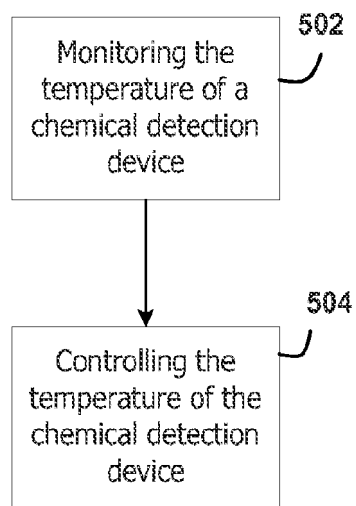 502
Monitoring the
temperature of a
chemical detection
device
504
Controlling the
temperature of the
chemical detection
device